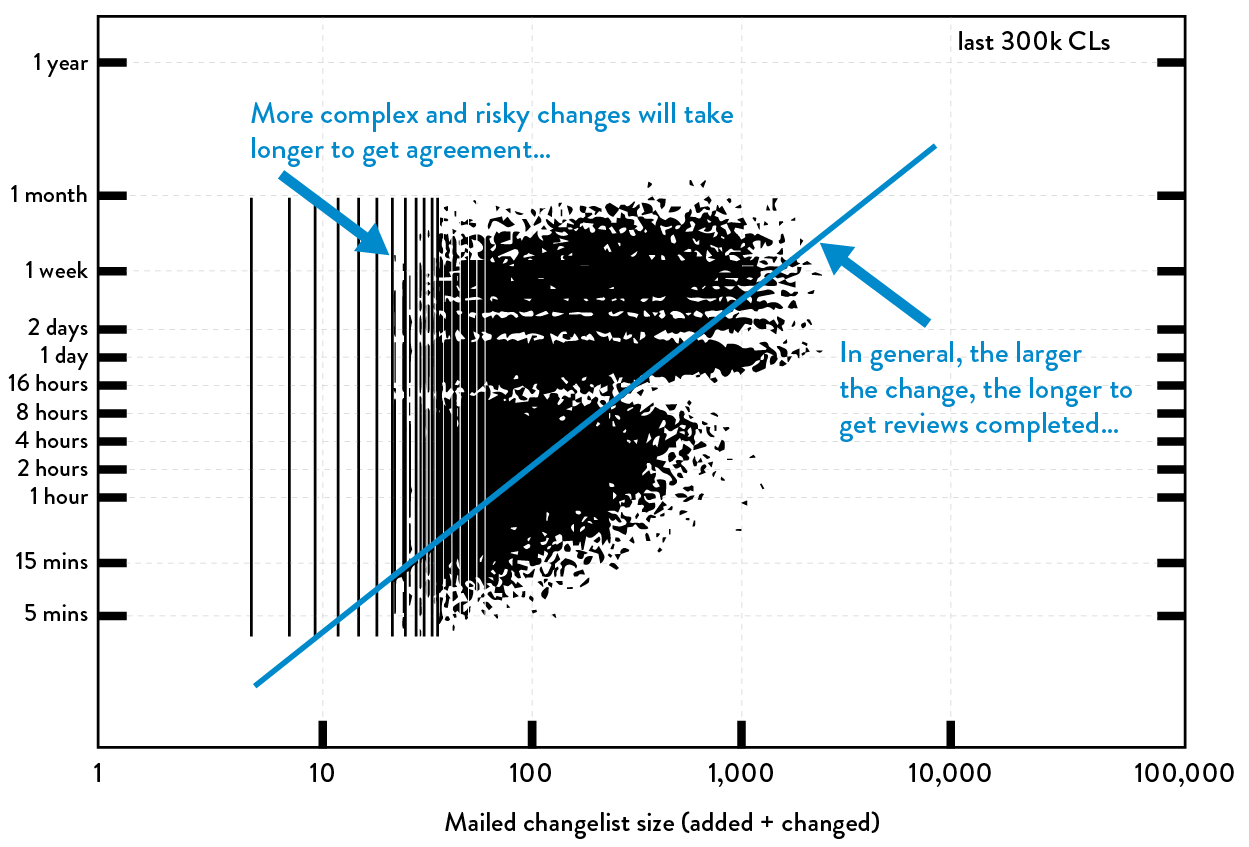 last 300k CLs
1 year
More complex and risky changes will take
longer to get agreement...
1 month
1 week
2 days
1 day
16 hours
8 hours
4 hours
2 hours
1 hour
15 mins
5 mins
In general, the larger
the change, the longer to
get reviews completed...
1 10 100 1,000 10,000 100,000
Mailed changelist size (added + changed)